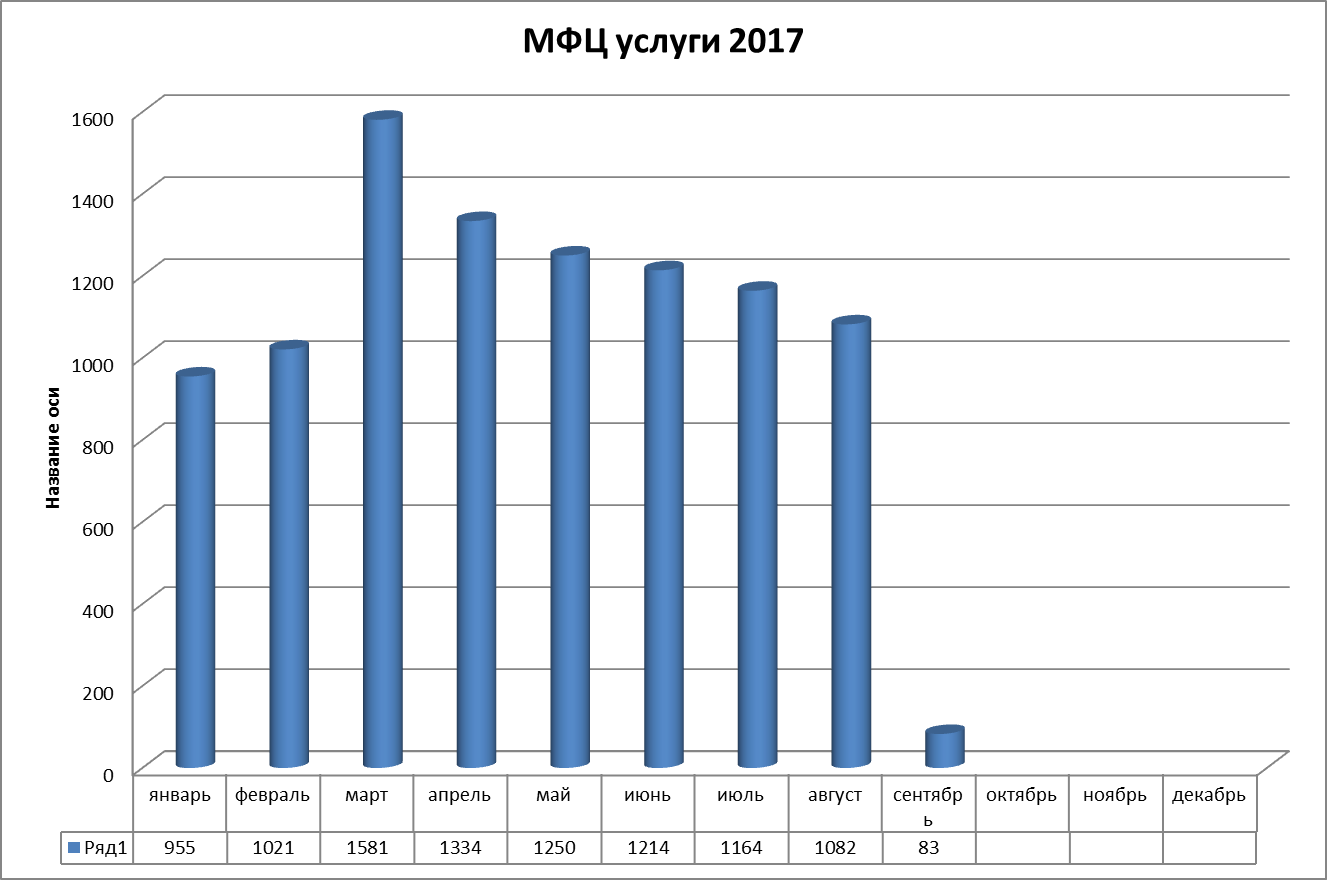 МФЦ услуги 2017
1600
1400
1200
1000
800
600
400
200
0
Название оси
январь февраль март апрель май июнь июль август сентябр октябрь ноябрь декабрь
ь
Ряд1 955 1021 1581 1334 1250 1214 1164 1082 83